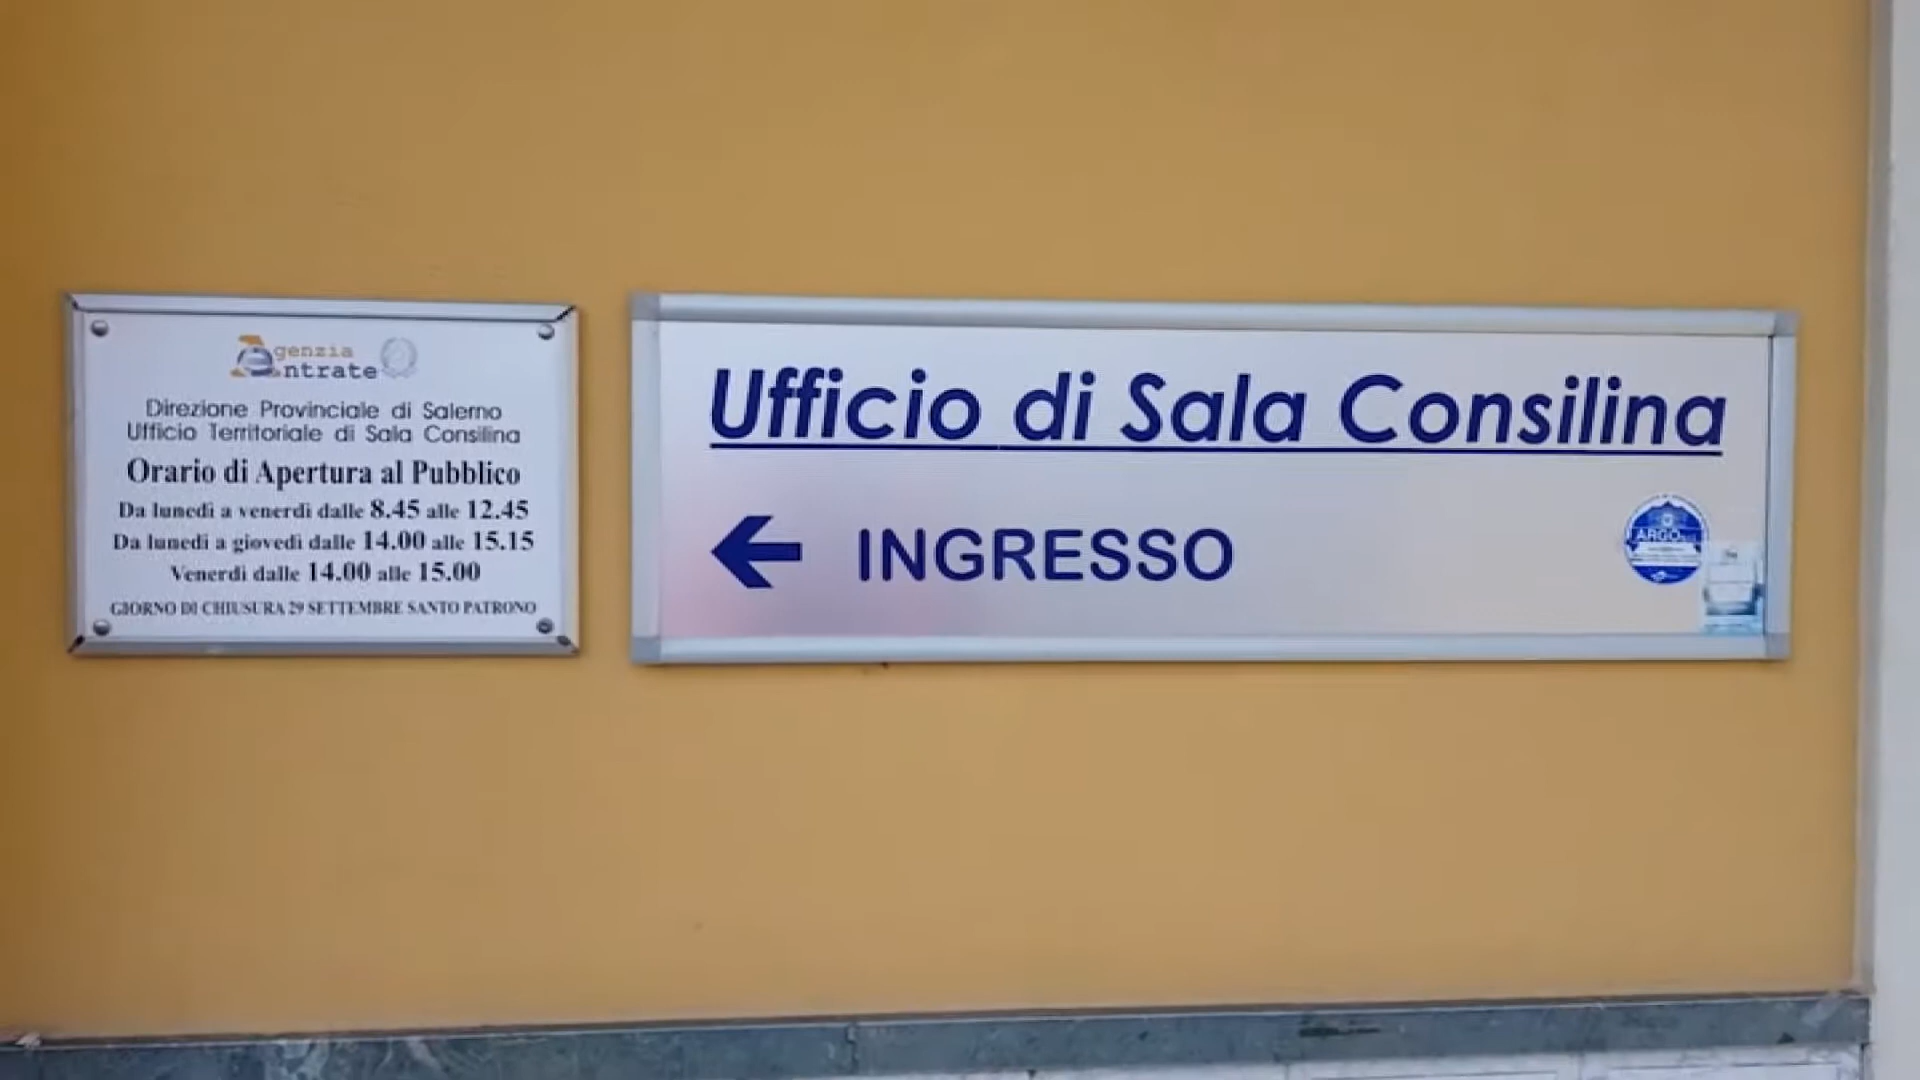 Agenzia
Entrate
Direzione Provinciale di Salerno
Ufficio Territoriale di Sala Consilina
Orario di Apertura al Pubblico
Da lunedì a venerdì dalle 8.45 alle 12.45
Da lunedì a giovedì dalle 14.00 alle 15.15
Venerdì dalle 14.00 alle 15.00
GIORNO DI CHIUSURA 29 SETTEMBRE SANTO PATRONO
Ufficio di Sala Consilina
INGRESSO
ARGO